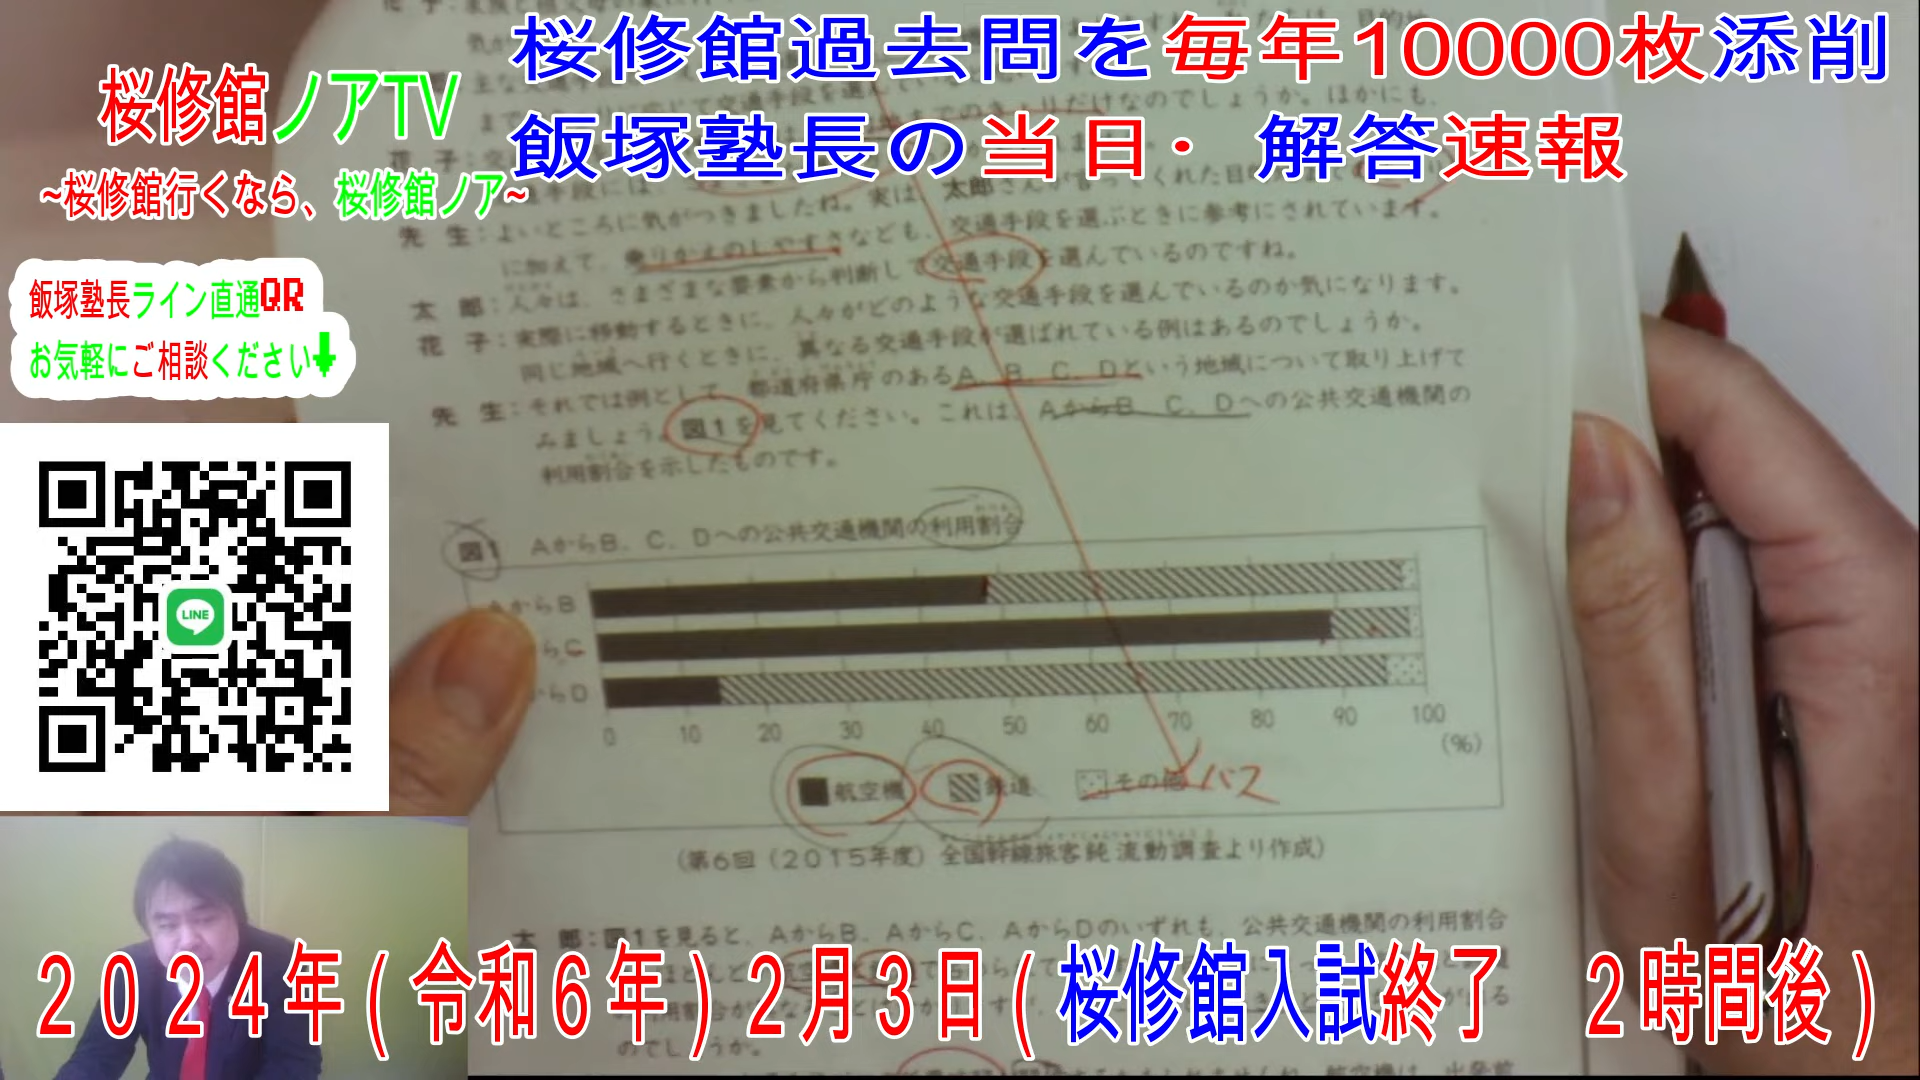 桜修館過去問を毎年10000枚添削
飯塚塾長の当日・解答速報
桜修館ノアTV
~桜修館行くなら、桜修館ノア~
飯塚塾長ライン直通QR
お気軽にご相談ください
LINE
先 生：よいところに気がつきましたね。実は、太郎さんが
に加えて、乗りかえのしやすさなども、交通手段を選ぶときに参考にされています。
太 郎：人々は、さまざまな要素から判断して交通手段を選んでいるのですね。
花 子：実際に移動するときに、人々がどのような交通手段を選んでいるのか気になります。
同じ地域へ行くときに、異なる交通手段が選ばれている例はあるのでしょうか。
先 生：それでは例として、都道府県庁のあるA、B、C、Dという地域について取り上げて
みましょう。図1を見てください。これは、AからB、C、Dへの公共交通機関の
利用割合を示したものです。
図1 AからB、C、Dへの公共交通機関の利用割合
AからB
らC
からD
0 10 20 30 40 50 60 70 80 90 100
(%)
航空機 鉄道 その他 バス
（第6回（2015年度）全国幹線旅客純流動調査より作成）
太 郎：図1を見ると、AからB、AからC、AからDのいずれも、公共交通機関の利用割合
のでしょうか。
2024年(令和6年)2月3日(桜修館入試終了 2時間後)